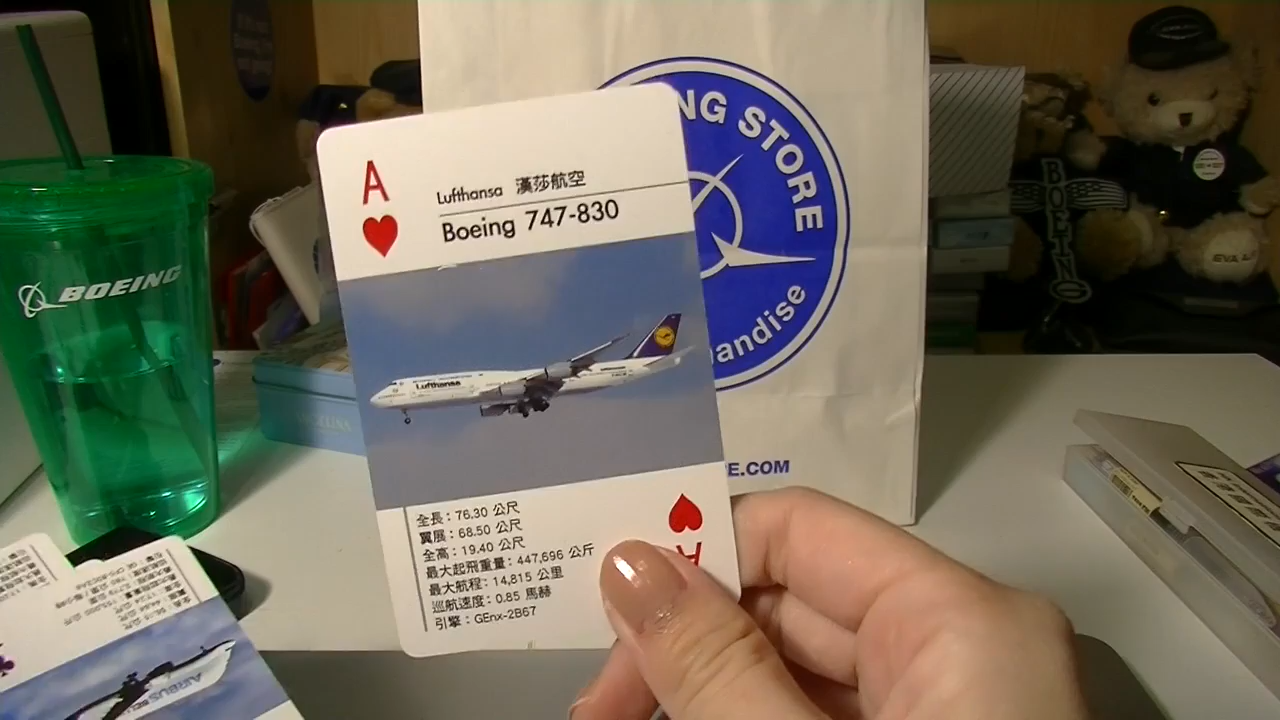 A
Lufthansa 漢莎航空
Boeing 747-830
Lufthansa
全長：76.30 公尺
翼展：68.50 公尺
全高：19.40 公尺
最大起飛重量：447,696 公斤
最大航程：14,815 公里
巡航速度：0.85 馬赫
引擎：GEnx-2B67
A
NG STORE
andise
E.COM
BOEING
BOEING
EVA AIR
AIRBUS